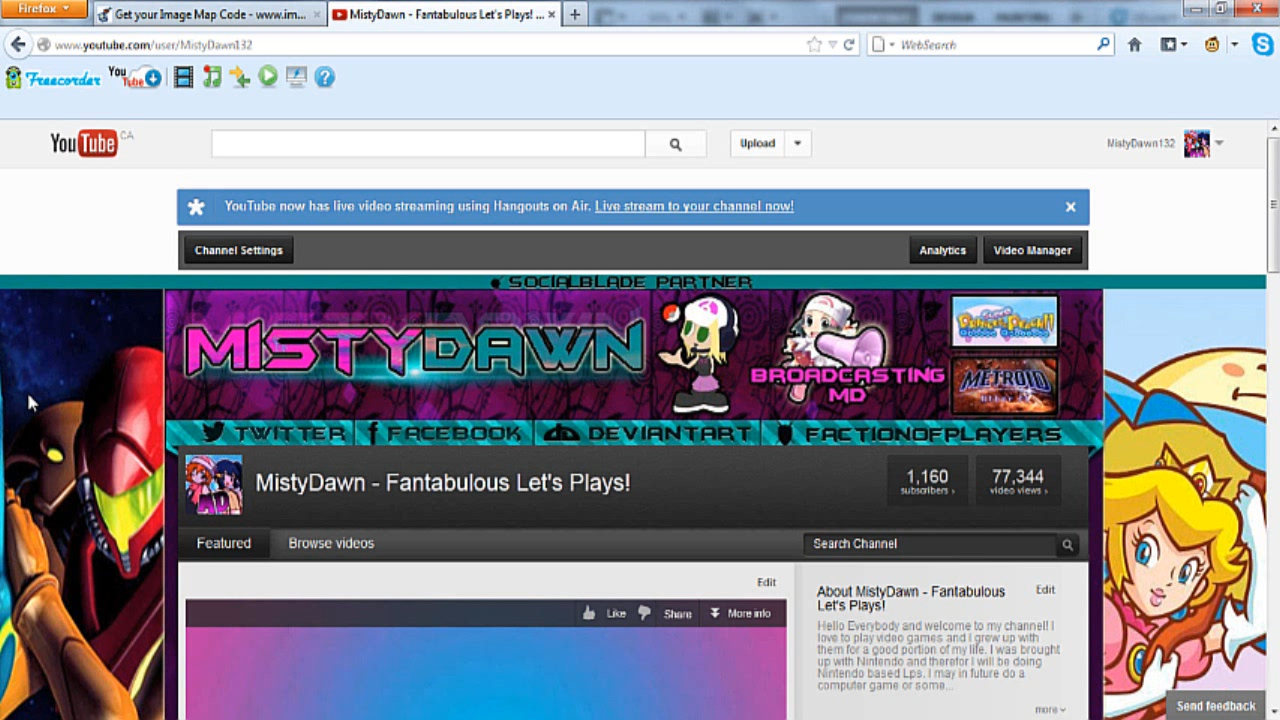 Firefox
Get your Image Map Code - www.im...
MistyDawn - Fantabulous Let's Plays! ...
www.youtube.com/user/MistyDawn132
WebSearch
Freecorder
You Tube
YouTube CA
Upload
MistyDawn132
YouTube now has live video streaming using Hangouts on Air. Live stream to your channel now!
Channel Settings
Analytics
Video Manager
SOCIALBLADE PARTNER
MISTYDAWN
BROADCASTING
MD
METROID
TWITTER
FACEBOOK
DEVIANTART
FACTIONOFPLAYERS
MistyDawn - Fantabulous Let's Plays!
1,160
subscribers ›
77,344
video views ›
Featured
Browse videos
Search Channel
Edit
Like
Share
More info
About MistyDawn - Fantabulous
Let's Plays!
Edit
Hello Everybody and welcome to my channel! I
love to play video games and I grew up with
them for a good portion of my life. I was brought
up with Nintendo and therefor I will be doing
Nintendo based Lps. I may in future do a
computer game or some...
more
Send feedback